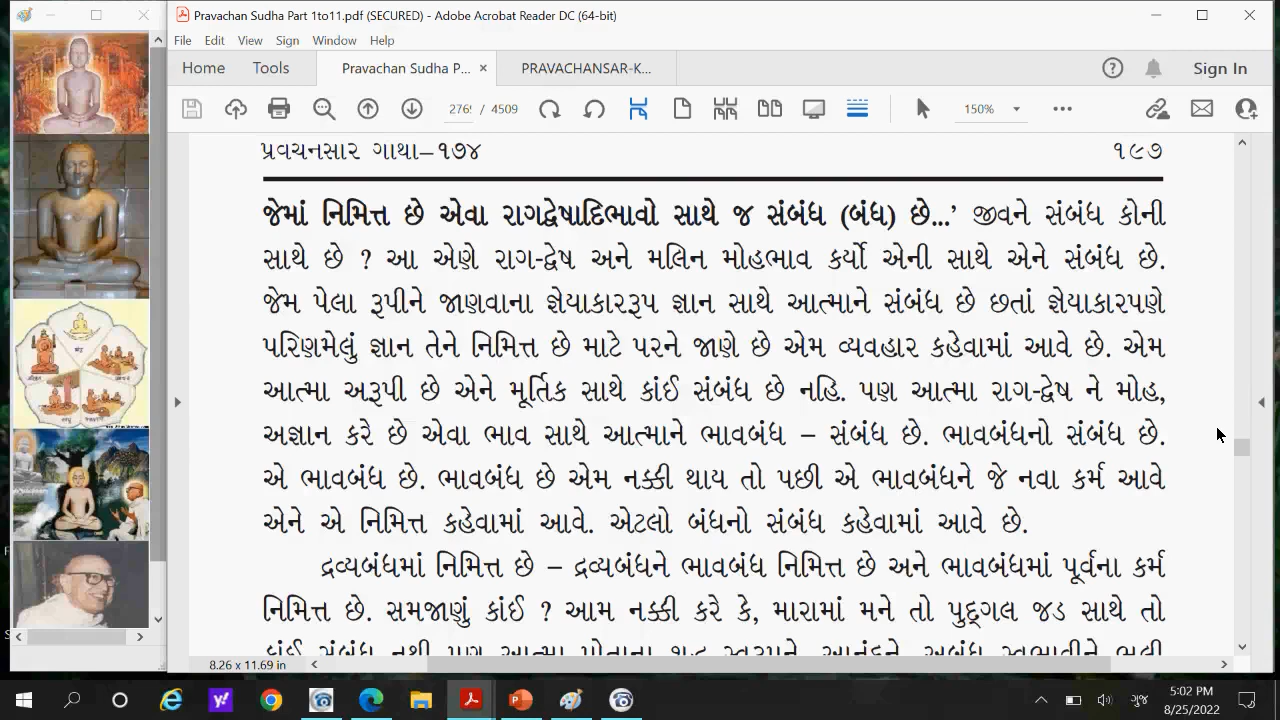 Pravachan Sudha Part 1to11.pdf (SECURED) - Adobe Acrobat Reader DC (64-bit)
File Edit View Sign Window Help
Home Tools Pravachan Sudha P... × PRAVACHANSAR-K... Sign In
276 / 4509 150%
પ્રવચનસાર ગાથા–૧૭૪ ૧૯૭
જેમાં નિમિત્ત છે એવા રાગદ્વેષાદિભાવો સાથે જ સંબંધ (બંધ) છે...’ જીવને સંબંધ કોની
સાથે છે ? આ એણે રાગ-દ્વેષ અને મલિન મોહભાવ કર્યો એની સાથે એને સંબંધ છે.
જેમ પેલા રૂપીને જાણવાના જ્ઞેયાકારરૂપ જ્ઞાન સાથે આત્માને સંબંધ છે છતાં જ્ઞેયાકારપણે
પરિણમેલું જ્ઞાન તેને નિમિત્ત છે માટે પરને જાણે છે એમ વ્યવહાર કહેવામાં આવે છે. એમ
આત્મા અરૂપી છે એને મૂર્તિક સાથે કાંઈ સંબંધ છે નહિ. પણ આત્મા રાગ-દ્વેષ ને મોહ,
અજ્ઞાન કરે છે એવા ભાવ સાથે આત્માને ભાવબંધ – સંબંધ છે. ભાવબંધનો સંબંધ છે.
એ ભાવબંધ છે. ભાવબંધ છે એમ નક્કી થાય તો પછી એ ભાવબંધને જે નવા કર્મ આવે
એને એ નિમિત્ત કહેવામાં આવે. એટલો બંધનો સંબંધ કહેવામાં આવે છે.
દ્રવ્યબંધમાં નિમિત્ત છે – દ્રવ્યબંધને ભાવબંધ નિમિત્ત છે અને ભાવબંધમાં પૂર્વના કર્મ
નિમિત્ત છે. સમજાણું કાંઈ ? આમ નક્કી કરે કે, મારામાં મને તો પુદ્ગલ જડ સાથે તો
8.26 x 11.69 in
5:02 PM
8/25/2022